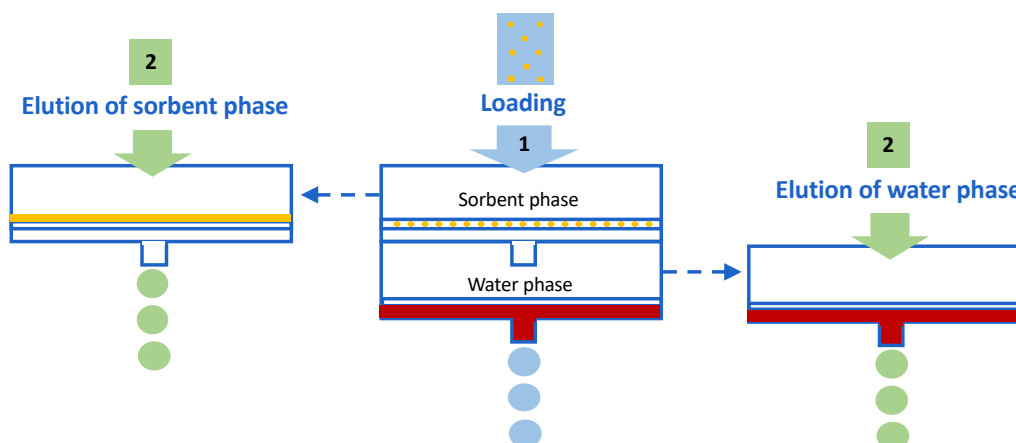 2
Elution of sorbent phase
Loading
1
Sorbent phase
Water phase
2
Elution of water phase